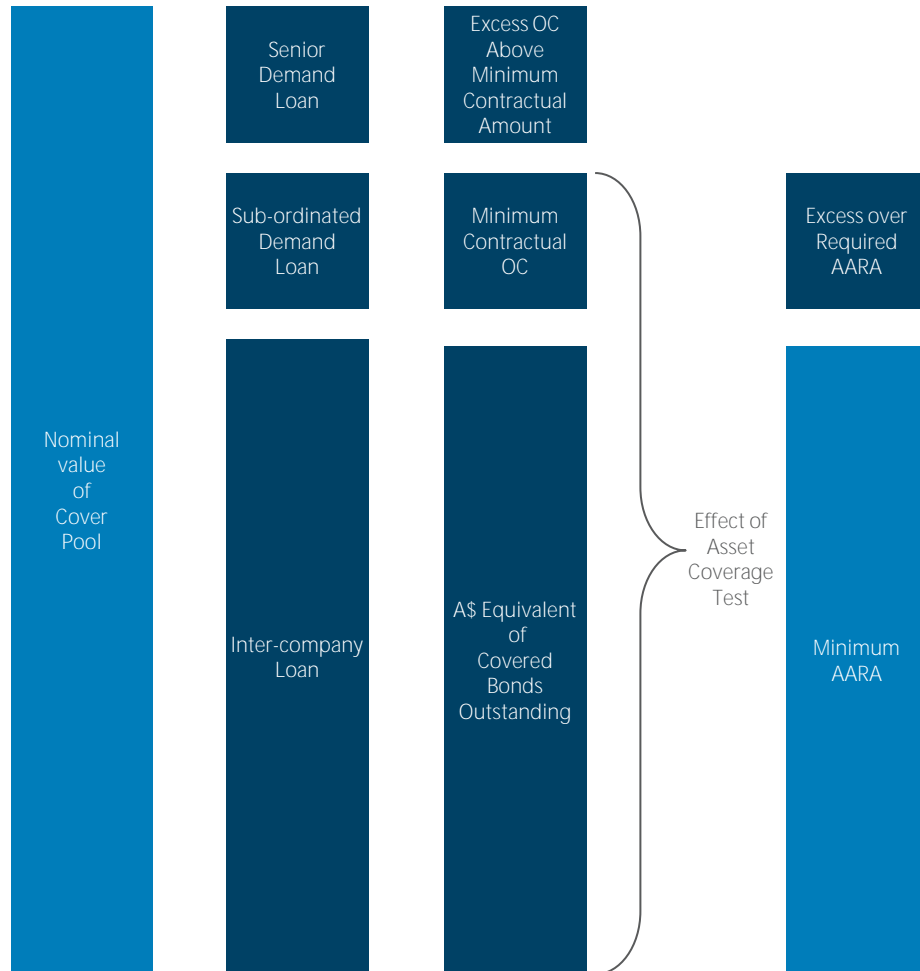 Nominal
value
of
Cover
Pool
Senior
Demand
Loan
Sub-ordinated
Demand
Loan
Inter-company
Loan
Excess OC
Above
Minimum
Contractual
Amount
Minimum
Contractual
OC
A$ Equivalent
of
Covered
Bonds
Outstanding
Effect of
Asset
Coverage
Test
Excess over
Required
AARA
Minimum
AARA